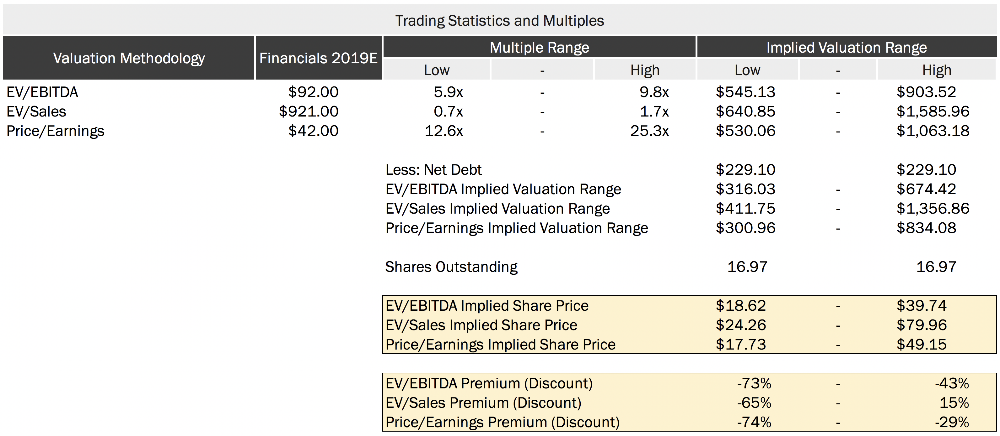 Trading Statistics and Multiples
Valuation Methodology Financials 2019E Multiple Range Implied Valuation Range
Low - High Low - High
EV/EBITDA $92.00 5.9x - 9.8x $545.13 - $903.52
EV/Sales $921.00 0.7x - 1.7x $640.85 - $1,585.96
Price/Earnings $42.00 12.6x - 25.3x $530.06 - $1,063.18
Less: Net Debt $229.10 $229.10
EV/EBITDA Implied Valuation Range $316.03 - $674.42
EV/Sales Implied Valuation Range $411.75 - $1,356.86
Price/Earnings Implied Valuation Range $300.96 - $834.08
Shares Outstanding 16.97 16.97
EV/EBITDA Implied Share Price $18.62 - $39.74
EV/Sales Implied Share Price $24.26 - $79.96
Price/Earnings Implied Share Price $17.73 - $49.15
EV/EBITDA Premium (Discount) -73% - -43%
EV/Sales Premium (Discount) -65% - 15%
Price/Earnings Premium (Discount) -74% - -29%